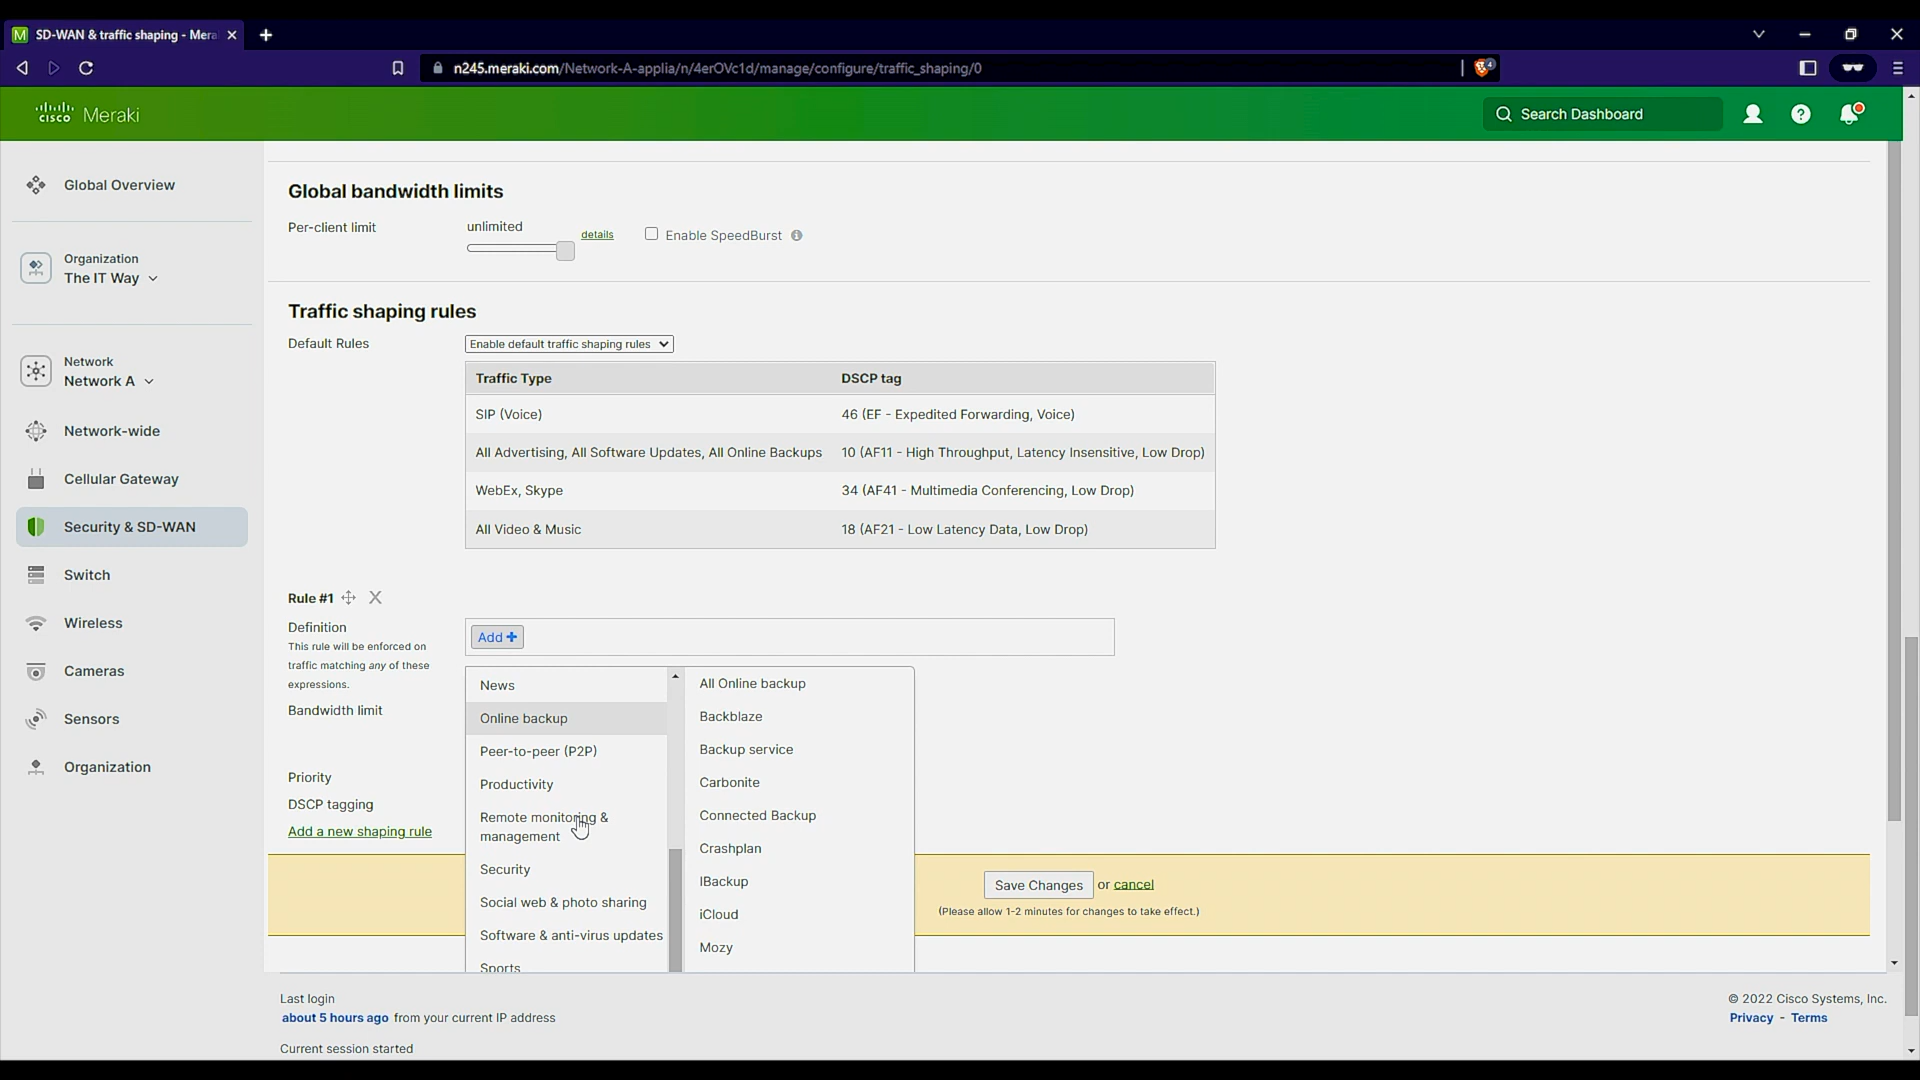 SD-WAN & traffic shaping - Mera
n245.meraki.com/Network-A-applia/n/4erOVc1d/manage/configure/traffic_shaping/0
4
cisco Meraki
Search Dashboard
Global Overview
Organization
The IT Way
Network
Network A
Network-wide
Cellular Gateway
Security & SD-WAN
Switch
Wireless
Cameras
Sensors
Organization
Global bandwidth limits
Per-client limit
unlimited
details
Enable SpeedBurst
Traffic shaping rules
Default Rules
Enable default traffic shaping rules
Traffic Type DSCP tag
SIP (Voice) 46 (EF - Expedited Forwarding, Voice)
All Advertising, All Software Updates, All Online Backups 10 (AF11 - High Throughput, Latency Insensitive, Low Drop)
WebEx, Skype 34 (AF41 - Multimedia Conferencing, Low Drop)
All Video & Music 18 (AF21 - Low Latency Data, Low Drop)
Rule #1
Definition
This rule will be enforced on
traffic matching any of these
expressions.
Add +
Bandwidth limit
Priority
DSCP tagging
Add a new shaping rule
News
Online backup
Peer-to-peer (P2P)
Productivity
Remote monitoring &
management
Security
Social web & photo sharing
Software & anti-virus updates
Sports
All Online backup
Backblaze
Backup service
Carbonite
Connected Backup
Crashplan
IBackup
iCloud
Mozy
Save Changes or cancel
(Please allow 1-2 minutes for changes to take effect.)
Last login
about 5 hours ago from your current IP address
Current session started
© 2022 Cisco Systems, Inc.
Privacy - Terms